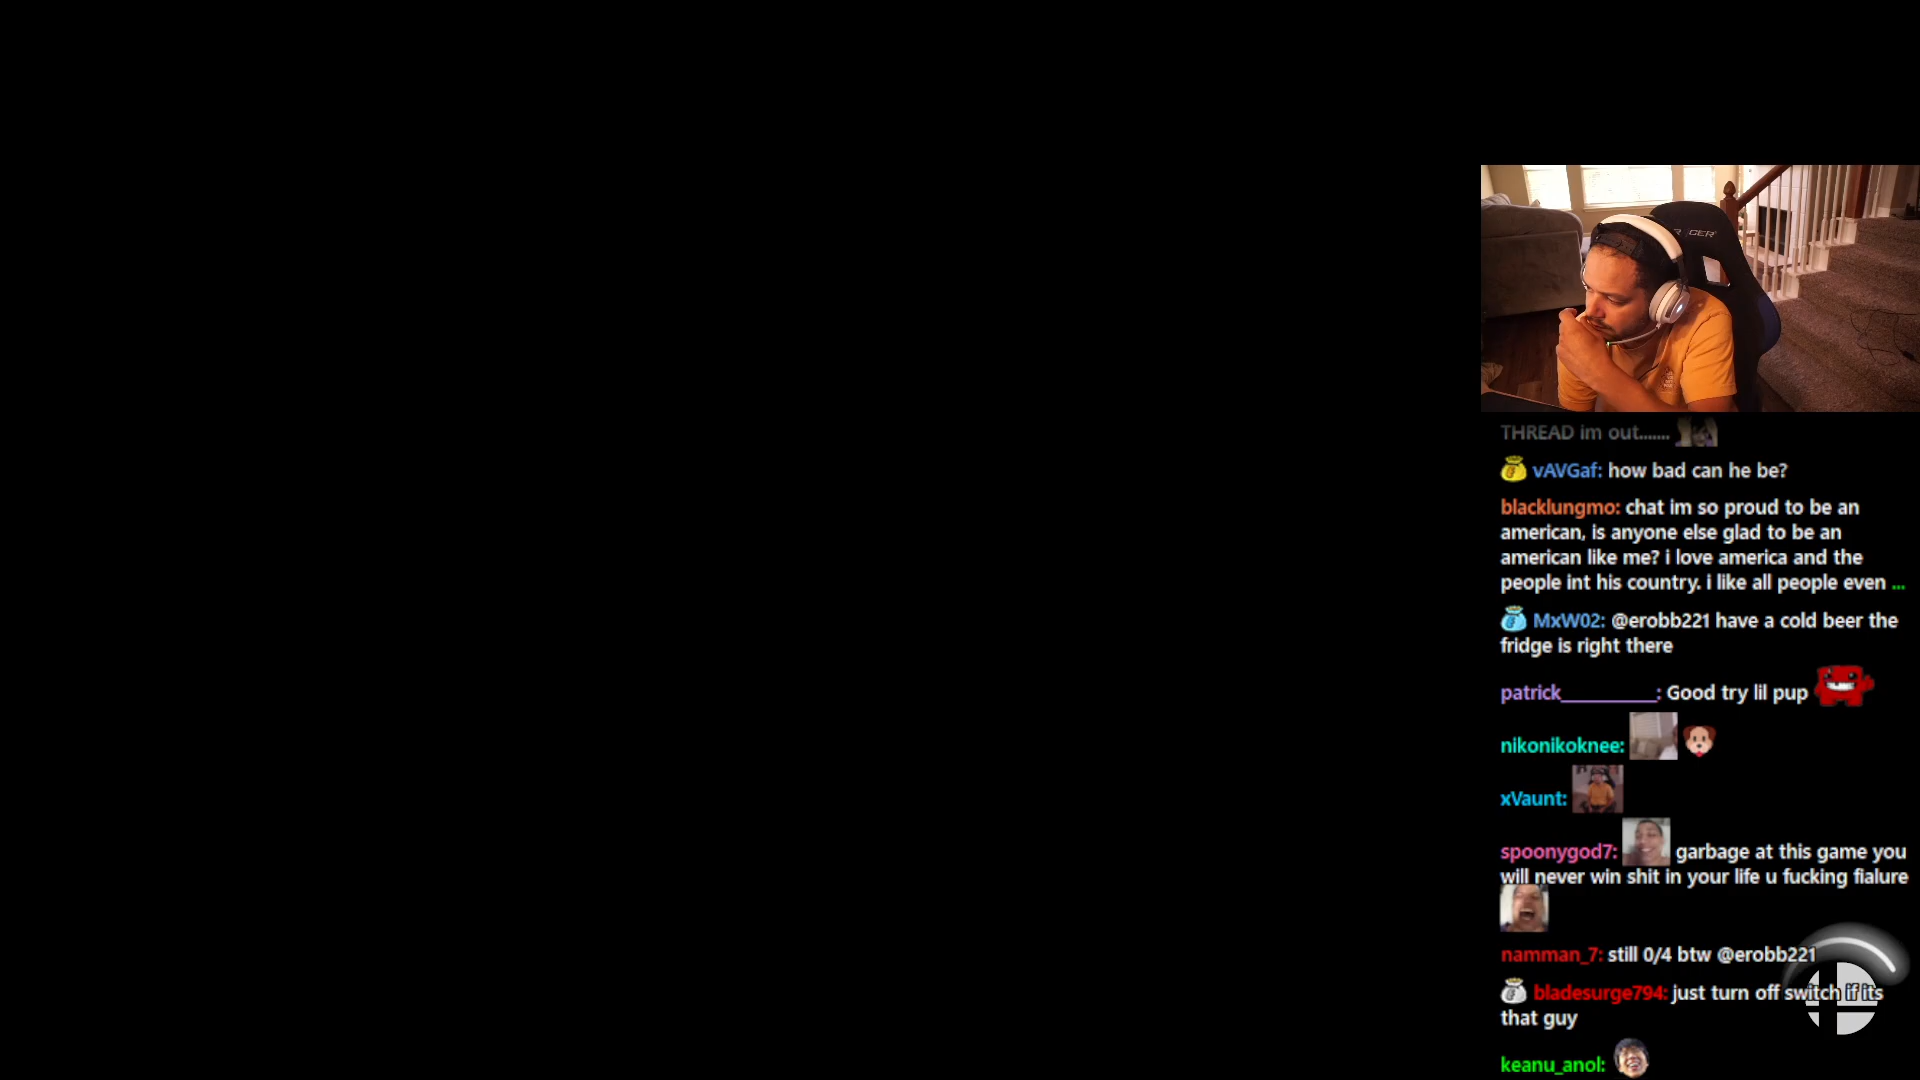 THREAD im out.......
vAVGaf: how bad can he be?
blacklungmo: chat im so proud to be an
american, is anyone else glad to be an
american like me? i love america and the
people int his country. i like all people even ...
MxW02: @erobb221 have a cold beer the
fridge is right there
patrick__________: Good try lil pup
nikonikoknee:
xVaunt:
spoonygod7: garbage at this game you
will never win shit in your life u fucking fialure
namman_7: still 0/4 btw @erobb221
bladesurge794: just turn off switch if its
that guy
keanu_anol: